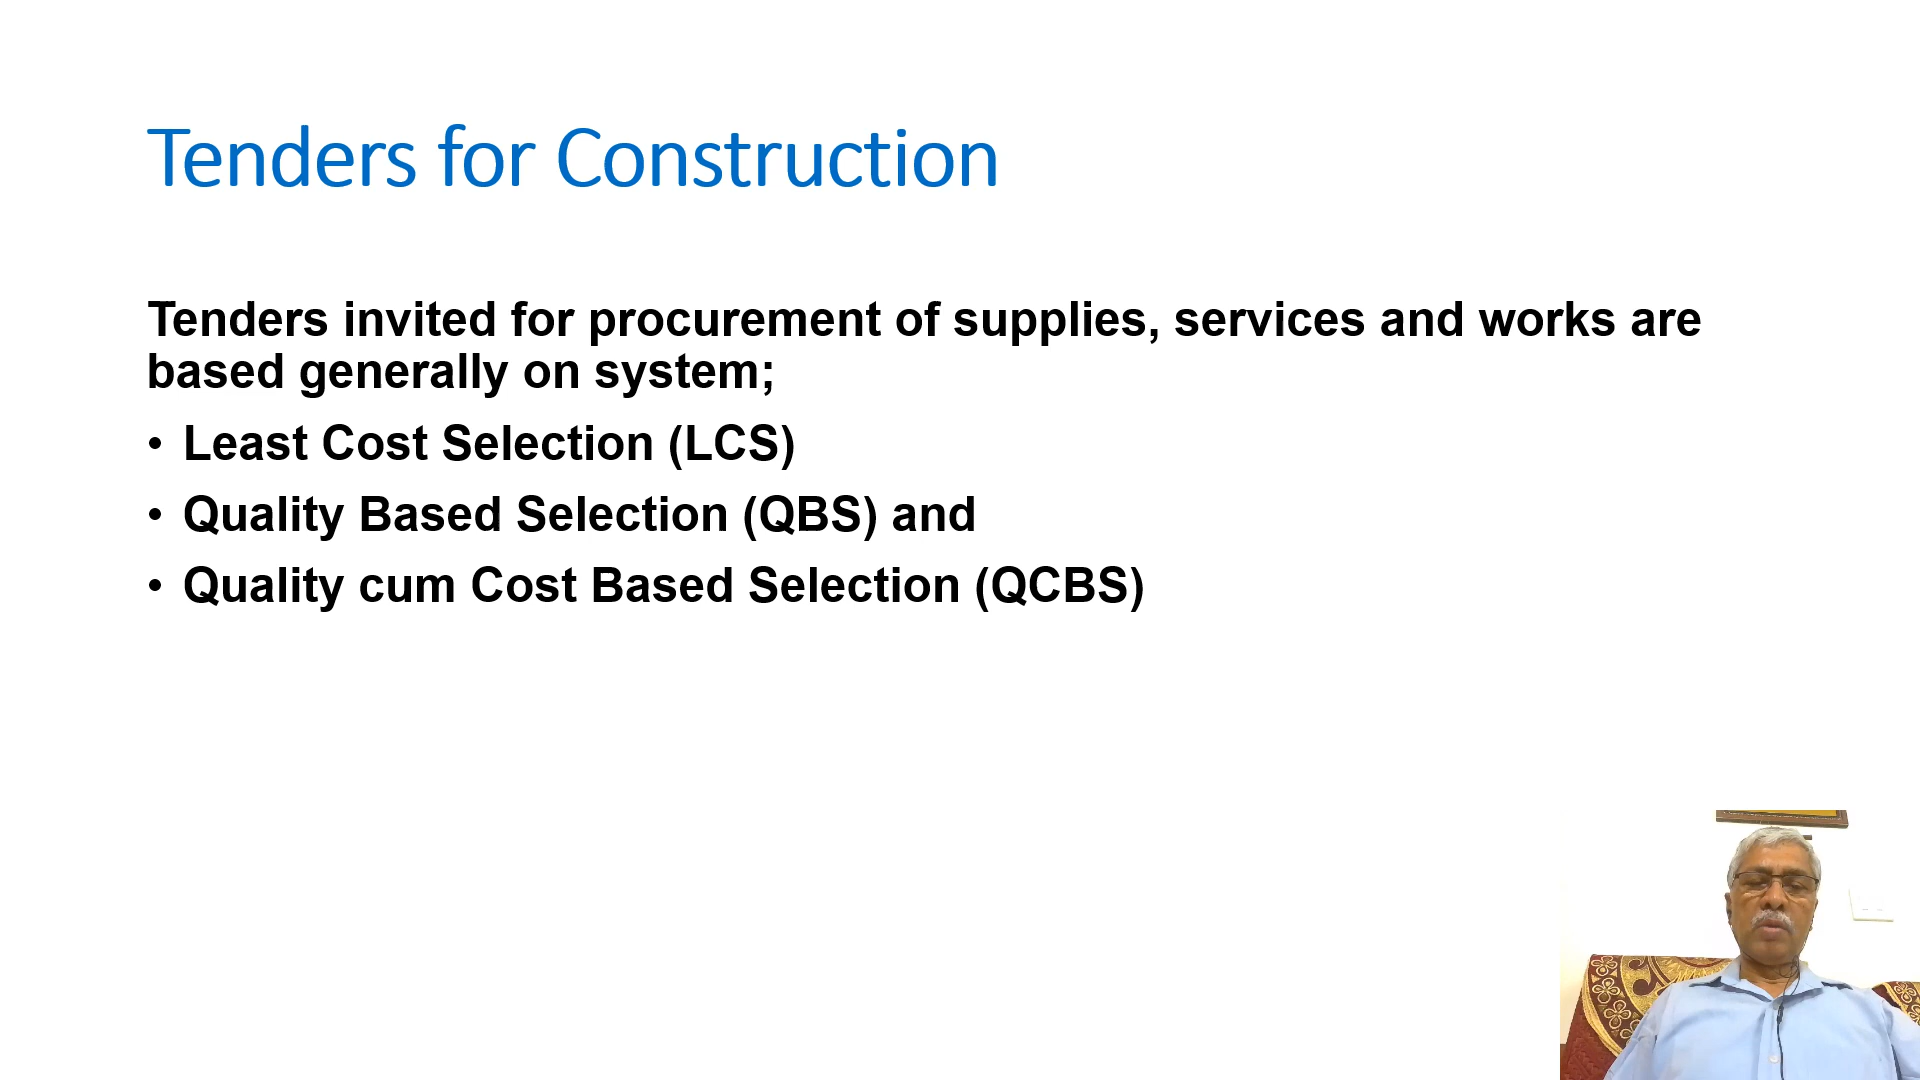 Tenders for Construction
Tenders invited for procurement of supplies, services and works are
based generally on system;
• Least Cost Selection (LCS)
• Quality Based Selection (QBS) and
• Quality cum Cost Based Selection (QCBS)